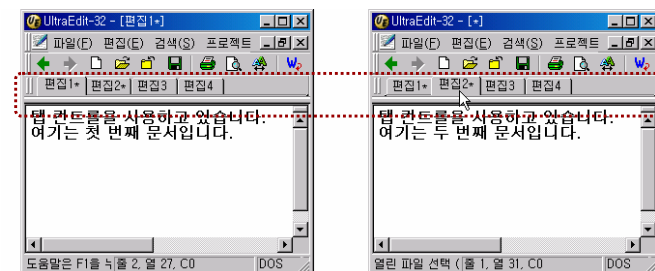 UltraEdit-32 - [편집1*]
파일(F) 편집(E) 검색(S) 프로젝트
편집1* 편집2* 편집3 편집4
탭 컨트롤을 사용하고 있습니다.
여기는 첫 번째 문서입니다.
도움말은 F1을 줄 2, 열 27, C0 DOS
UltraEdit-32 - [*]
파일(F) 편집(E) 검색(S) 프로젝트
편집1* 편집2* 편집3 편집4
탭 컨트롤을 사용하고 있습니다.
여기는 두 번째 문서입니다.
열린 파일 선택 ( 줄 1, 열 31, C0 DOS